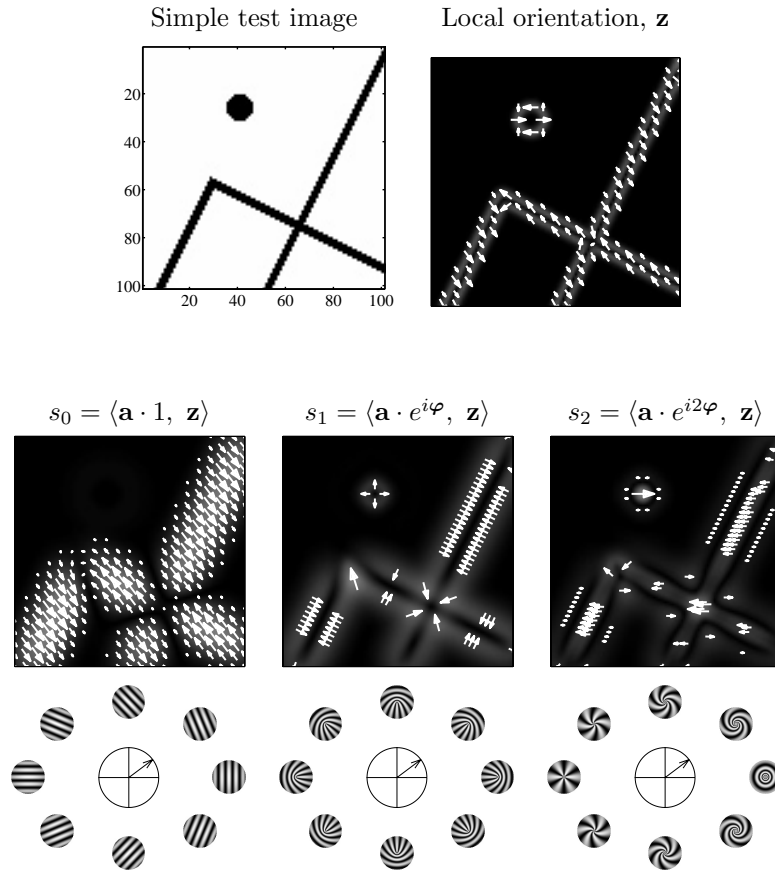 Simple test image
Local orientation, z
20
40
60
80
100
20 40 60 80 100
s₀ = ⟨a · 1, z⟩
s₁ = ⟨a · e^{iφ}, z⟩
s₂ = ⟨a · e^{i2φ}, z⟩